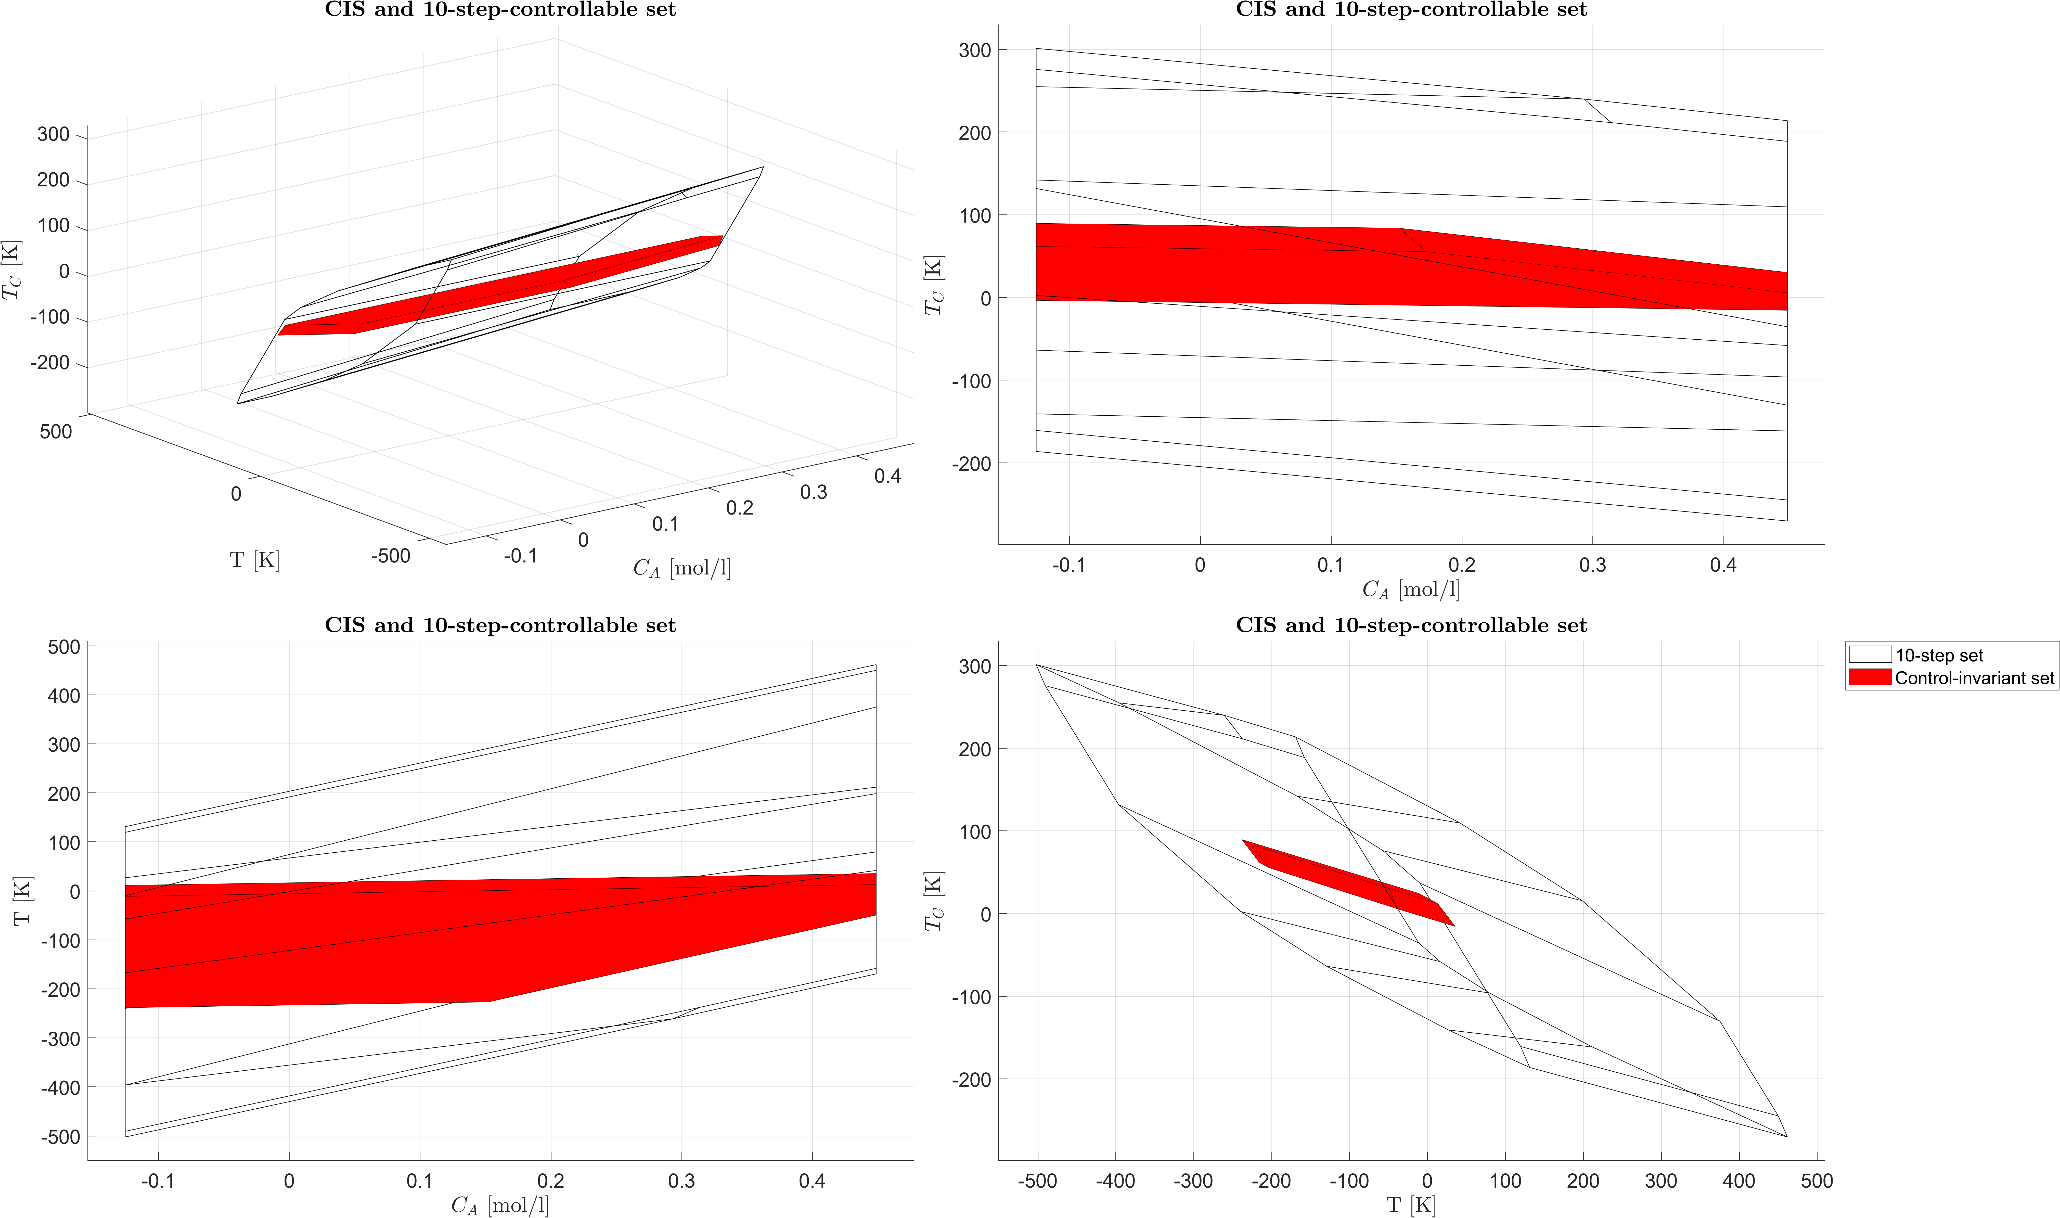 CIS and 10-step-controllable set
300
200
100
0
-100
-200
T_C [K]
500
0
-500
T [K]
-0.1
0
0.1
0.2
0.3
0.4
C_A [mol/l]
CIS and 10-step-controllable set
300
200
100
0
-100
-200
T_C [K]
-0.1 0 0.1 0.2 0.3 0.4
C_A [mol/l]
CIS and 10-step-controllable set
500
400
300
200
100
0
-100
-200
-300
-400
-500
T [K]
-0.1 0 0.1 0.2 0.3 0.4
C_A [mol/l]
CIS and 10-step-controllable set
300
200
100
0
-100
-200
T_C [K]
-500 -400 -300 -200 -100 0 100 200 300 400 500
T [K]
10-step set
Control-invariant set